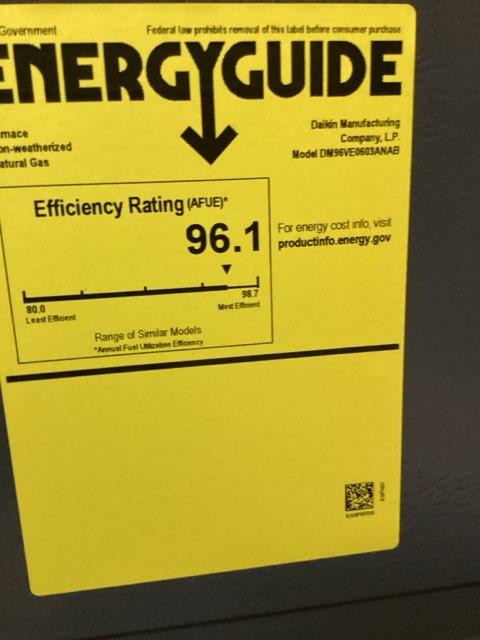 Government
Federal law prohibits removal of this label before consumer purchase.
ENERGYGUIDE
rnace
on-weatherized
atural Gas
Daikin Manufacturing
Company, L.P.
Model DM96VE0603ANAB
Efficiency Rating (AFUE)*
96.1
For energy cost info, visit
productinfo.energy.gov
80.0
Least Efficient
98.7
Most Efficient
Range of Similar Models
*Annual Fuel Utilization Efficiency